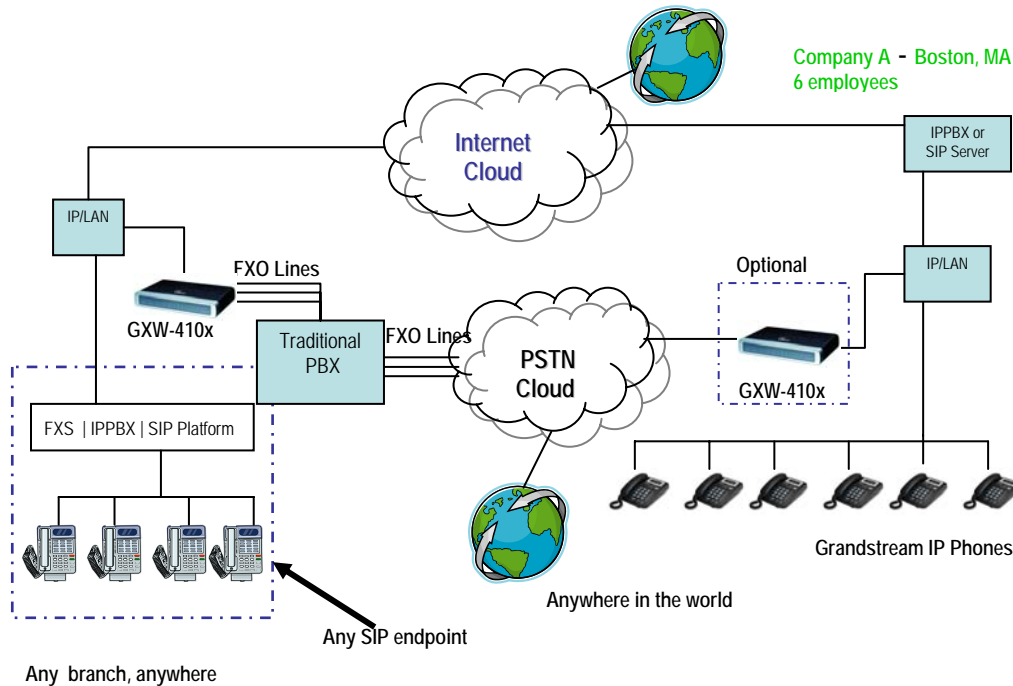 Company A - Boston, MA
6 employees
Internet
Cloud
IPPBX or
SIP Server
IP/LAN
FXO Lines
GXW-410x
Traditional
PBX
FXO Lines
PSTN
Cloud
Optional
GXW-410x
IP/LAN
FXS | IPPBX | SIP Platform
Grandstream IP Phones
Anywhere in the world
Any SIP endpoint
Any branch, anywhere